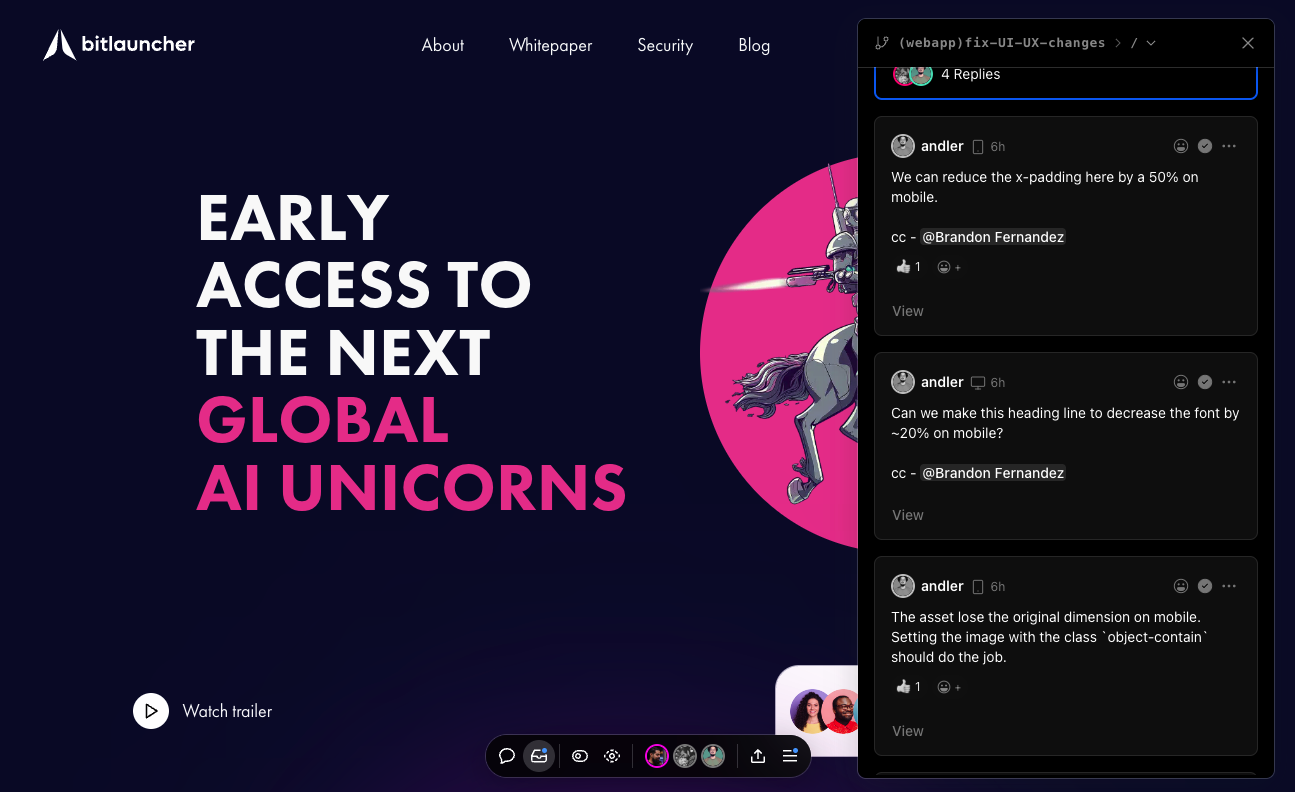 bitlauncher
About
Whitepaper
Security
Blog
EARLY
ACCESS TO
THE NEXT
GLOBAL
AI UNICORNS
Watch trailer
(webapp)fix-UI-UX-changes > /
4 Replies
andler 6h
We can reduce the x-padding here by a 50% on
mobile.
cc - @Brandon Fernandez
👍 1
+
View
andler 6h
Can we make this heading line to decrease the font by
~20% on mobile?
cc - @Brandon Fernandez
View
andler 6h
The asset lose the original dimension on mobile.
Setting the image with the class `object-contain`
should do the job.
👍 1
+
View